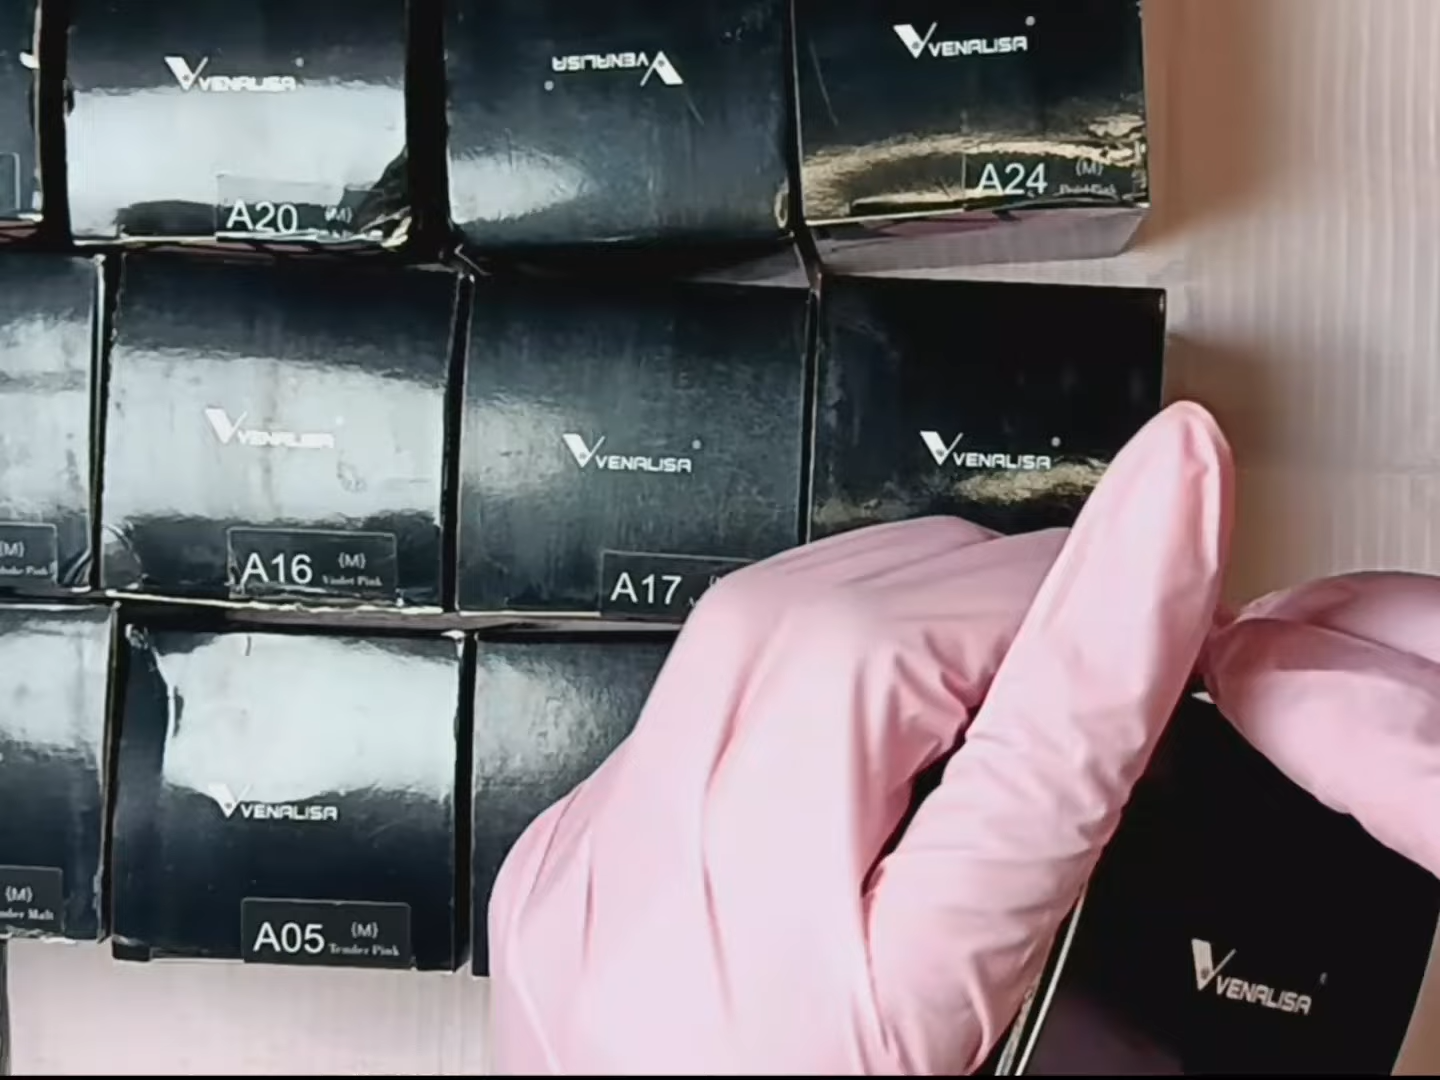 VENALISA
A20 {M}
VENALISA
VENALISA
A24 {M}
VENALISA
A16 {M}
Violet Pink
VENALISA
A17
VENALISA
{M}
{M}
VENALISA
A05 {M}
Tender Pink
VENALISA